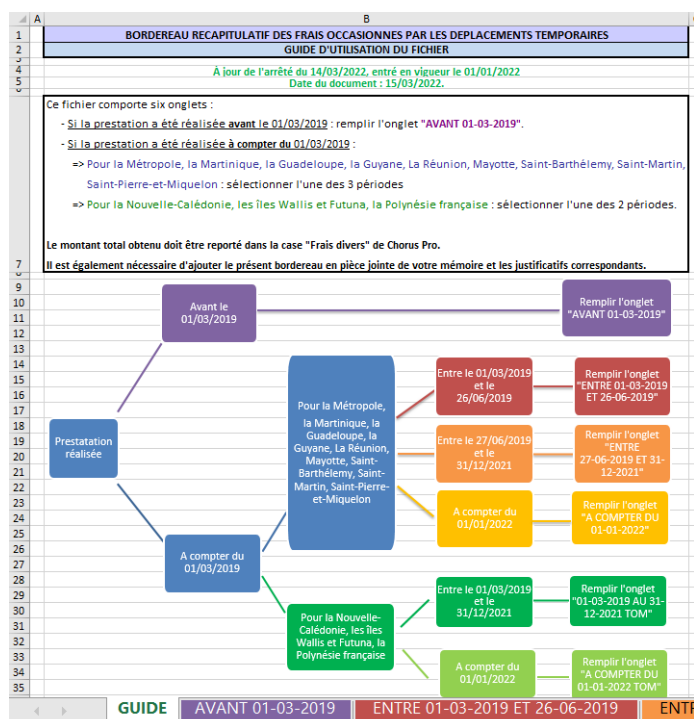 A
B
1
BORDEREAU RECAPITULATIF DES FRAIS OCCASIONNES PAR LES DEPLACEMENTS TEMPORAIRES
2
GUIDE D'UTILISATION DU FICHIER
4
À jour de l'arrêté du 14/03/2022, entré en vigueur le 01/01/2022
5
Date du document : 15/03/2022.
Ce fichier comporte six onglets :
- Si la prestation a été réalisée avant le 01/03/2019 : remplir l'onglet "AVANT 01-03-2019".
- Si la prestation a été réalisée à compter du 01/03/2019 :
=> Pour la Métropole, la Martinique, la Guadeloupe, la Guyane, La Réunion, Mayotte, Saint-Barthélemy, Saint-Martin,
Saint-Pierre-et-Miquelon : sélectionner l'une des 3 périodes
=> Pour la Nouvelle-Calédonie, les îles Wallis et Futuna, la Polynésie française : sélectionner l'une des 2 périodes.
Le montant total obtenu doit être reporté dans la case "Frais divers" de Chorus Pro.
7
Il est également nécessaire d'ajouter le présent bordereau en pièce jointe de votre mémoire et les justificatifs correspondants.
9
10
11
12
13
14
15
16
17
18
19
20
21
22
23
24
25
26
27
28
29
30
31
32
33
34
35
Avant le
01/03/2019
Remplir l'onglet
"AVANT 01-03-2019"
Prestatation
réalisée
Pour la Métropole,
la Martinique, la
Guadeloupe, la
Guyane, La Réunion,
Mayotte, Saint-
Barthélemy, Saint-
Martin, Saint-Pierre-
et-Miquelon
Entre le 01/03/2019
et le
26/06/2019
Remplir l'onglet
"ENTRE 01-03-2019
ET 26-06-2019"
Entre le 27/06/2019
et le
31/12/2021
Remplir l'onglet
"ENTRE
27-06-2019 ET 31-
12-2021"
A compter du
01/01/2022
Remplir l'onglet
"A COMPTER DU
01-01-2022"
A compter du
01/03/2019
Pour la Nouvelle-
Calédonie, les îles
Wallis et Futuna, la
Polynésie française
Entre le 01/03/2019
et le
31/12/2021
Remplir l'onglet
"01-03-2019 AU 31-
12-2021 TOM"
A compter du
01/01/2022
Remplir l'onglet
"A COMPTER DU
01-01-2022 TOM"
GUIDE
AVANT 01-03-2019
ENTRE 01-03-2019 ET 26-06-2019